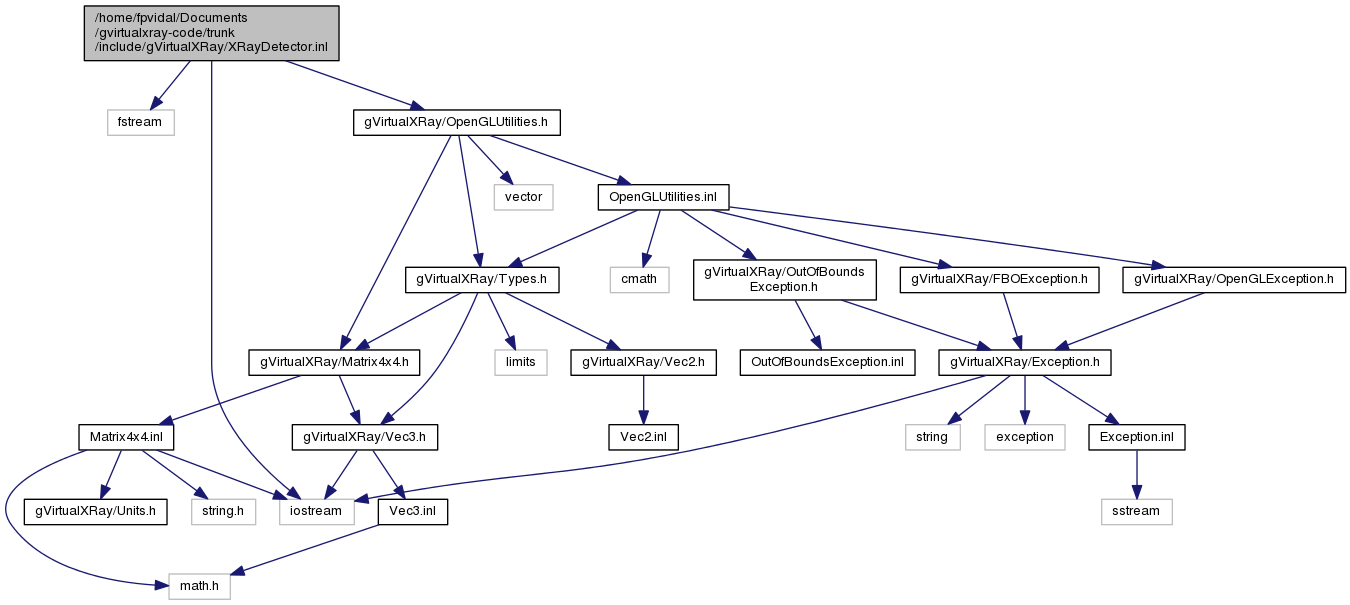 /home/fpvidal/Documents
/gvirtualxray-code/trunk
/include/gVirtualXRay/XRayDetector.inl
fstream
gVirtualXRay/OpenGLUtilities.h
vector
OpenGLUtilities.inl
gVirtualXRay/Types.h
cmath
gVirtualXRay/OutOfBounds
Exception.h
gVirtualXRay/FBOException.h
gVirtualXRay/OpenGLException.h
gVirtualXRay/Matrix4x4.h
limits
gVirtualXRay/Vec2.h
OutOfBoundsException.inl
gVirtualXRay/Exception.h
Matrix4x4.inl
gVirtualXRay/Vec3.h
Vec2.inl
string
exception
Exception.inl
gVirtualXRay/Units.h
string.h
iostream
Vec3.inl
sstream
math.h